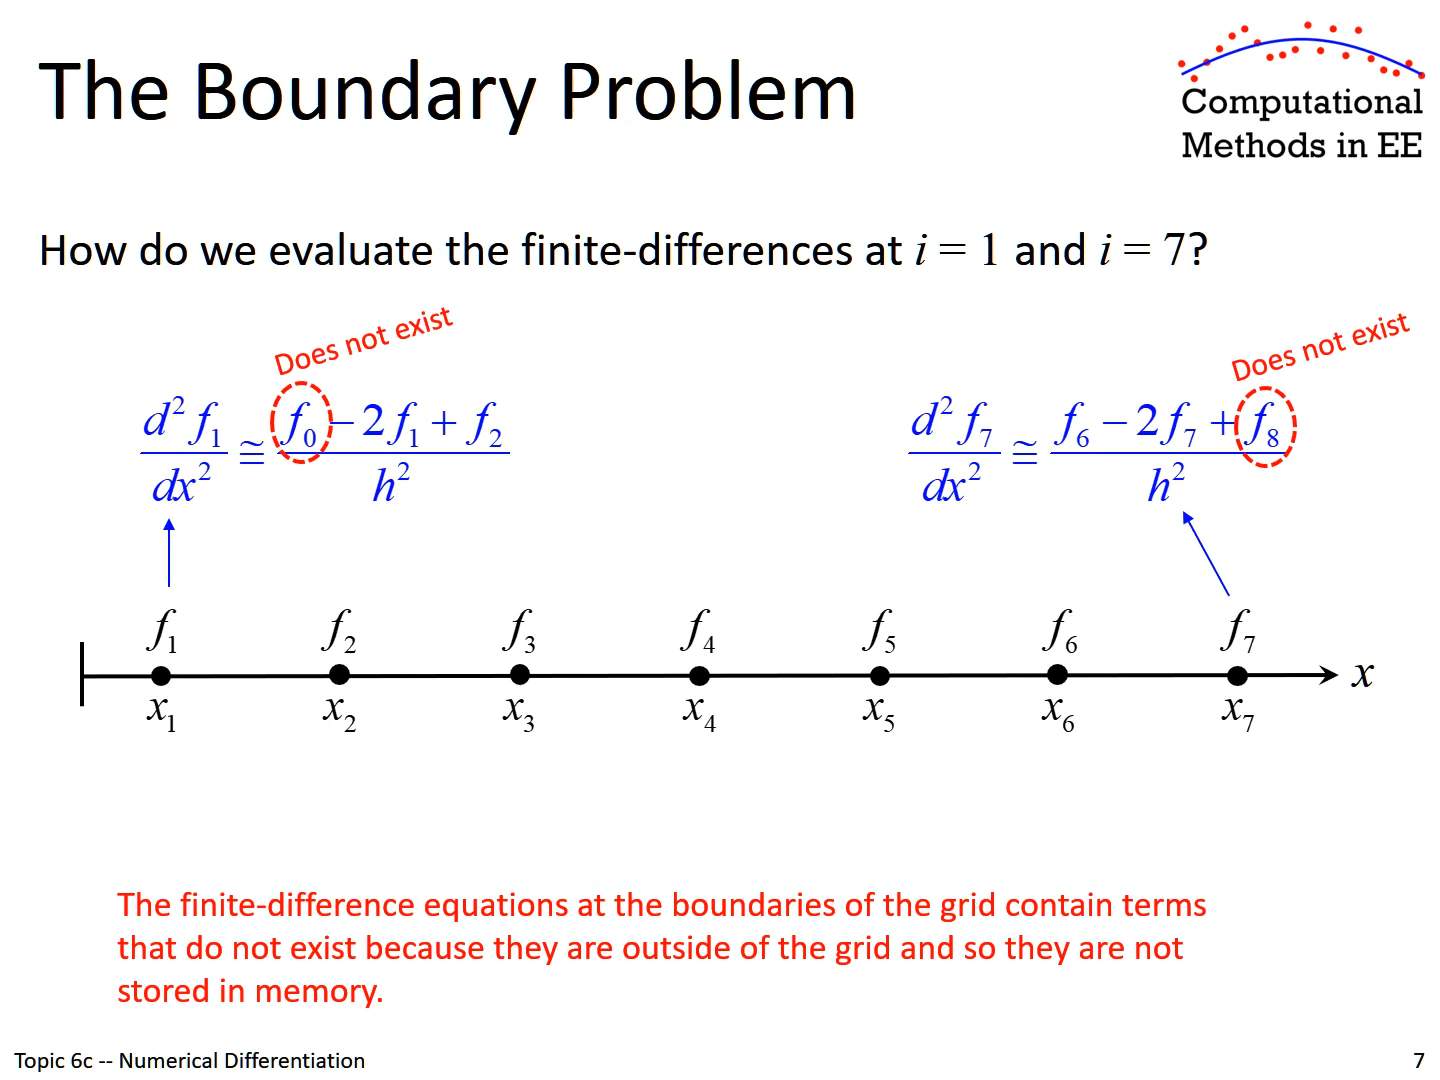 The Boundary Problem
Computational
Methods in EE
How do we evaluate the finite-differences at i = 1 and i = 7?
Does not exist
Does not exist
d²f₁/dx² ≅ (f₀ − 2f₁ + f₂)/h²
d²f₇/dx² ≅ (f₆ − 2f₇ + f₈)/h²
f₁ f₂ f₃ f₄ f₅ f₆ f₇
x
x₁ x₂ x₃ x₄ x₅ x₆ x₇
The finite-difference equations at the boundaries of the grid contain terms
that do not exist because they are outside of the grid and so they are not
stored in memory.
Topic 6c -- Numerical Differentiation
7